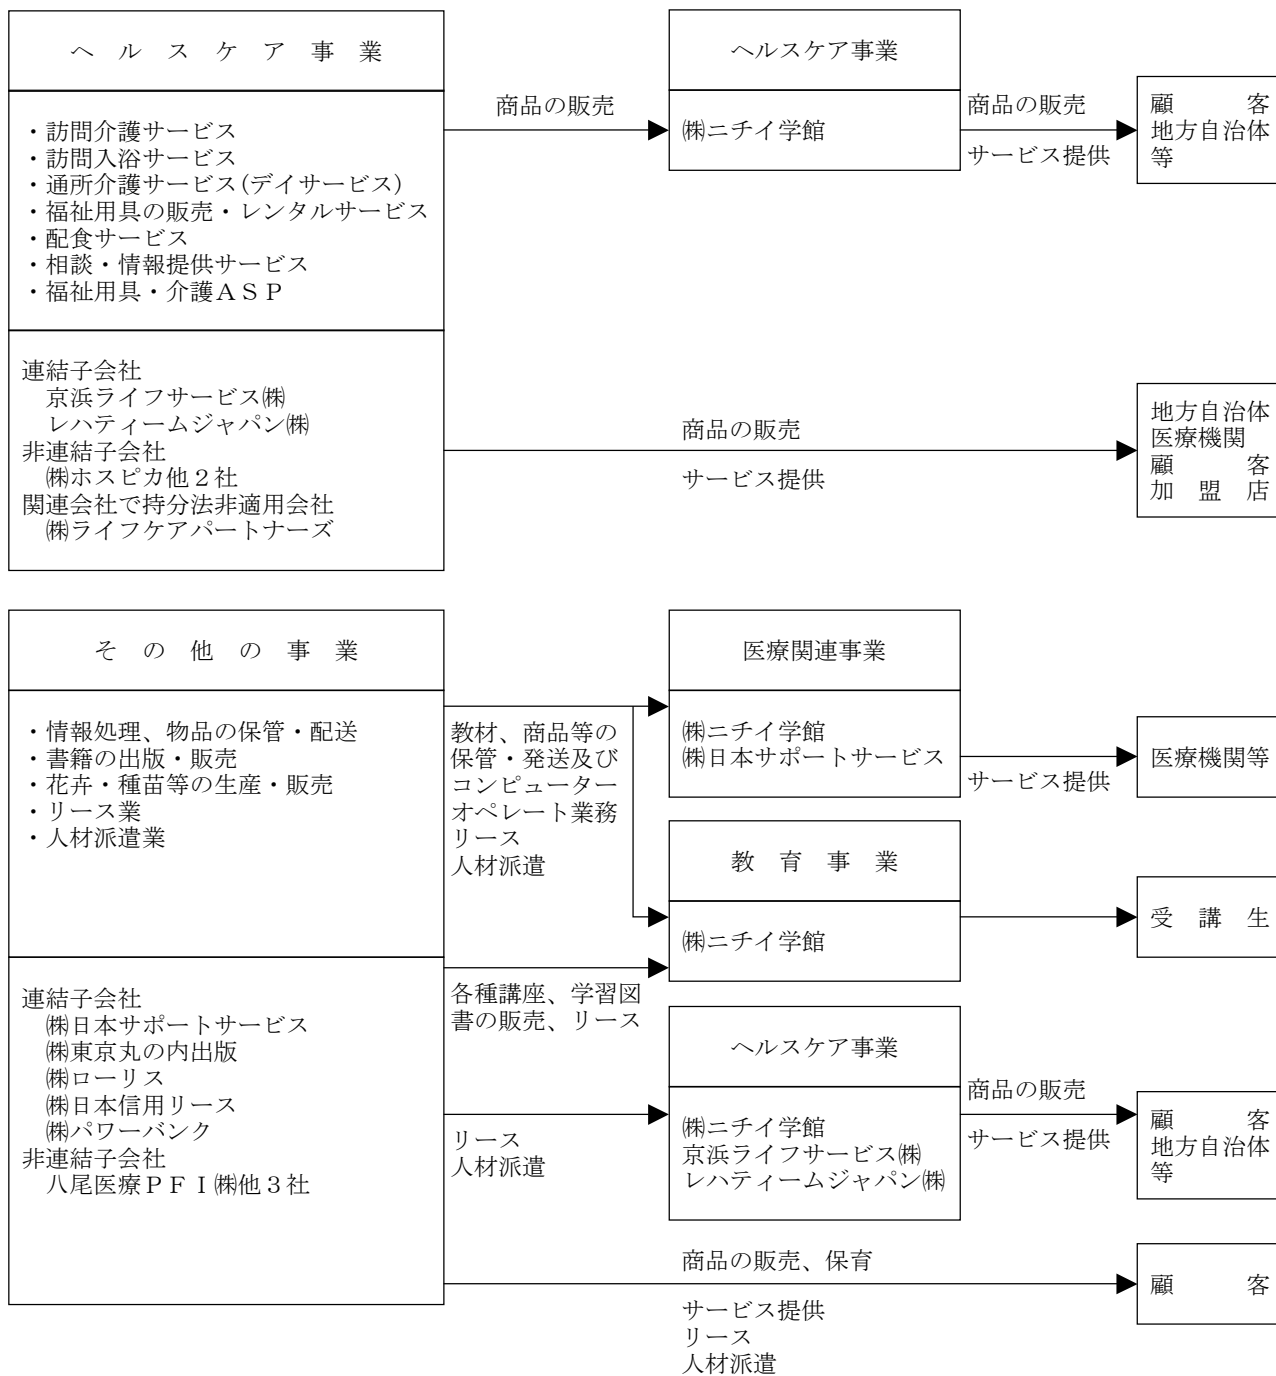 ヘルスケア事業
・訪問介護サービス
・訪問入浴サービス
・通所介護サービス(デイサービス)
・福祉用具の販売・レンタルサービス
・配食サービス
・相談・情報提供サービス
・福祉用具・介護ＡＳＰ
連結子会社
京浜ライフサービス㈱
レハティームジャパン㈱
非連結子会社
㈱ホスピカ他２社
関連会社で持分法非適用会社
㈱ライフケアパートナーズ
商品の販売
ヘルスケア事業
㈱ニチイ学館
商品の販売
サービス提供
顧客
地方自治体
等
商品の販売
サービス提供
地方自治体
医療機関
顧客
加盟店
その他の事業
・情報処理、物品の保管・配送
・書籍の出版・販売
・花卉・種苗等の生産・販売
・リース業
・人材派遣業
連結子会社
㈱日本サポートサービス
㈱東京丸の内出版
㈱ローリス
㈱日本信用リース
㈱パワーバンク
非連結子会社
八尾医療ＰＦＩ㈱他３社
教材、商品等の
保管・発送及び
コンピューター
オペレート業務
リース
人材派遣
医療関連事業
㈱ニチイ学館
㈱日本サポートサービス
サービス提供
医療機関等
教育事業
㈱ニチイ学館
受講生
各種講座、学習図
書の販売、リース
リース
人材派遣
ヘルスケア事業
㈱ニチイ学館
京浜ライフサービス㈱
レハティームジャパン㈱
商品の販売
サービス提供
顧客
地方自治体
等
商品の販売、保育
サービス提供
リース
人材派遣
顧客